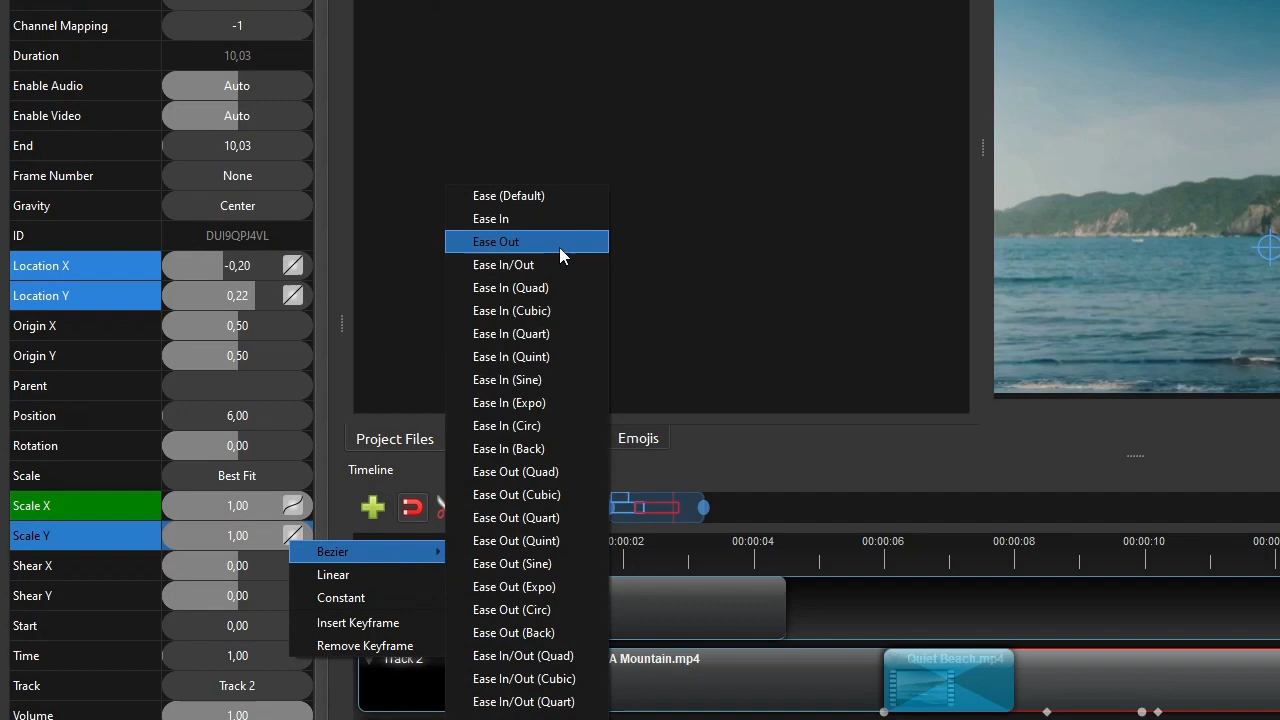 Channel Mapping -1
Duration 10,03
Enable Audio Auto
Enable Video Auto
End 10,03
Frame Number None
Gravity Center
ID DUI9QPJ4VL
Location X -0,20
Location Y 0,22
Origin X 0,50
Origin Y 0,50
Parent
Position 6,00
Rotation 0,00
Scale Best Fit
Scale X 1,00
Scale Y 1,00
Shear X 0,00
Shear Y 0,00
Start 0,00
Time 1,00
Track Track 2
Volume 1,00
Bezier
Linear
Constant
Insert Keyframe
Remove Keyframe
Ease (Default)
Ease In
Ease Out
Ease In/Out
Ease In (Quad)
Ease In (Cubic)
Ease In (Quart)
Ease In (Quint)
Ease In (Sine)
Ease In (Expo)
Ease In (Circ)
Ease In (Back)
Ease Out (Quad)
Ease Out (Cubic)
Ease Out (Quart)
Ease Out (Quint)
Ease Out (Sine)
Ease Out (Expo)
Ease Out (Circ)
Ease Out (Back)
Ease In/Out (Quad)
Ease In/Out (Cubic)
Ease In/Out (Quart)
Project Files Emojis
Timeline
0:00:02 00:00:04 00:00:06 00:00:08 00:00:10 00:00
Track 2 A Mountain.mp4 Quiet Beach.mp4